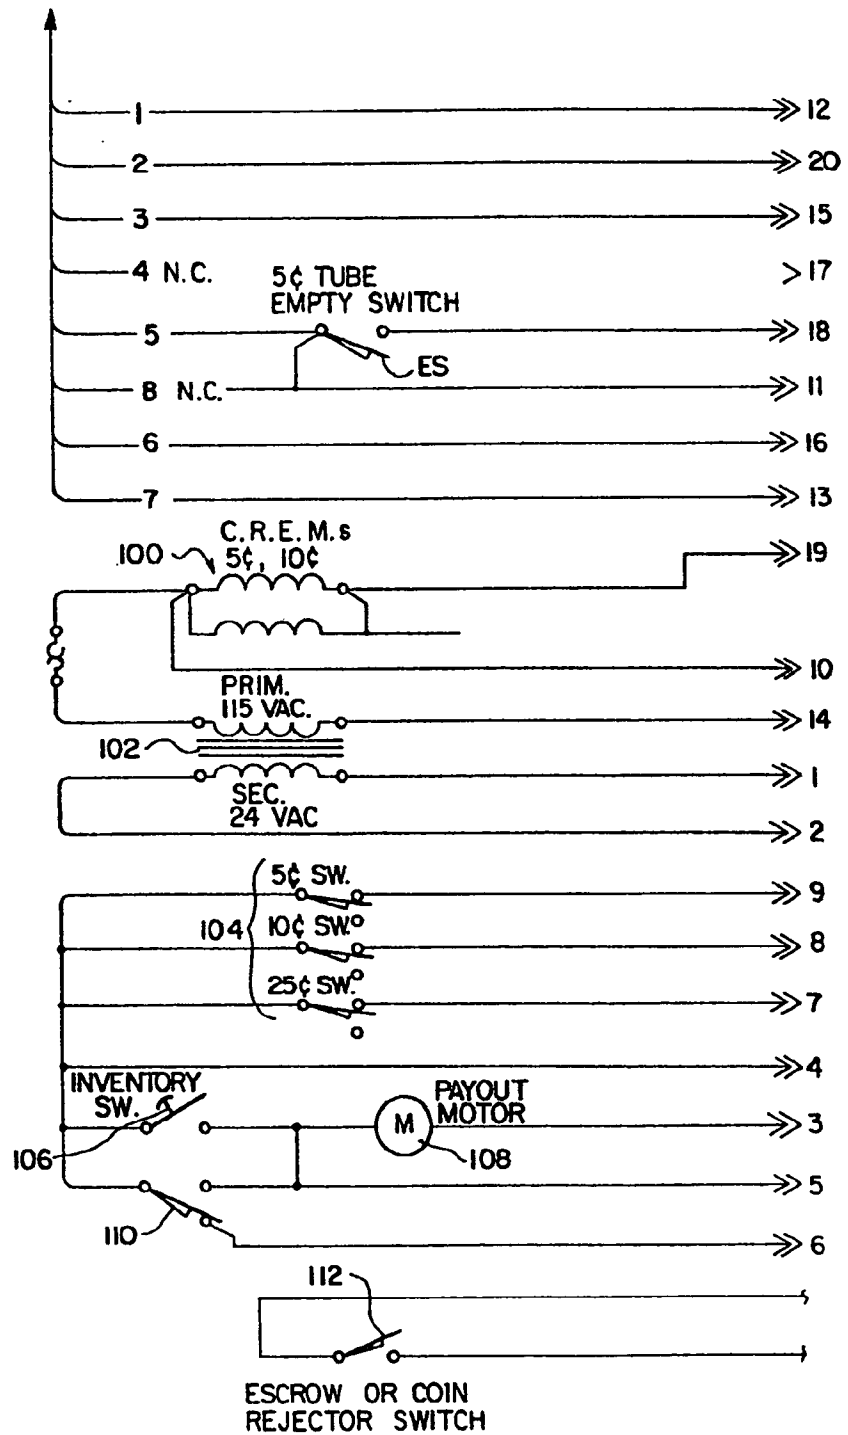 1 12
2 20
3 15
4 N.C. 17
5¢ TUBE
EMPTY SWITCH
5 18
ES
8 N.C. 11
6 16
7 13
C.R.E.M.s
100 5¢, 10¢ 19
10
PRIM.
115 VAC. 14
102
1
SEC.
24 VAC 2
5¢ SW. 9
104 10¢ SW. 8
25¢ SW. 7
4
INVENTORY
SW.
PAYOUT
MOTOR
M 3
106 108
5
110 6
112
ESCROW OR COIN
REJECTOR SWITCH